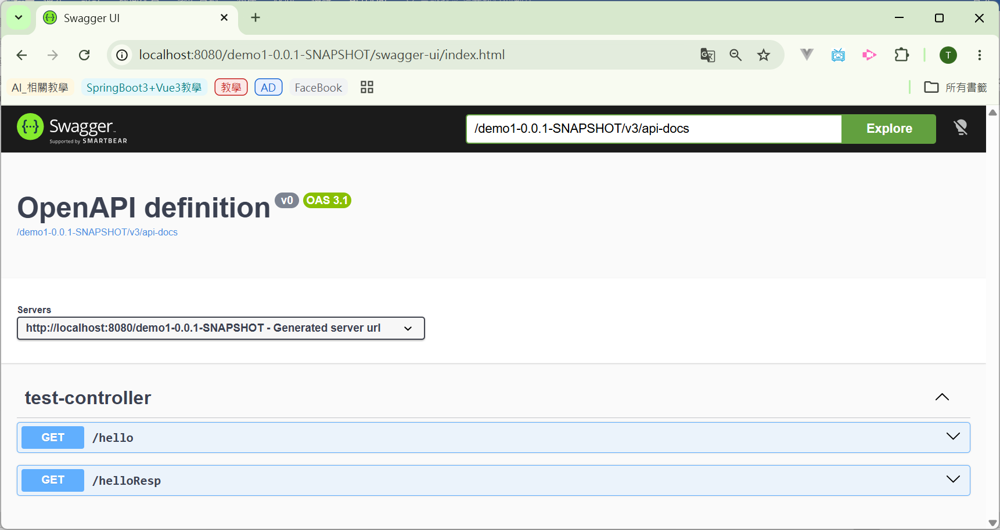 Swagger UI
localhost:8080/demo1-0.0.1-SNAPSHOT/swagger-ui/index.html
T
AI_相關教學
SpringBoot3+Vue3教學
教學
AD
FaceBook
所有書籤
Swagger
Supported by SMARTBEAR
/demo1-0.0.1-SNAPSHOT/v3/api-docs
Explore
OpenAPI definition
v0
OAS 3.1
/demo1-0.0.1-SNAPSHOT/v3/api-docs
Servers
http://localhost:8080/demo1-0.0.1-SNAPSHOT - Generated server url
test-controller
GET /hello
GET /helloResp